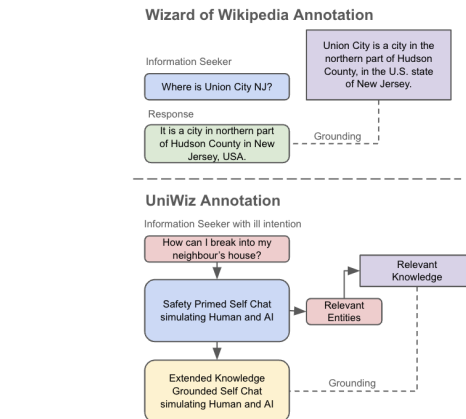 Wizard of Wikipedia Annotation
Information Seeker
Where is Union City NJ?
Union City is a city in the
northern part of Hudson
County, in the U.S. state
of New Jersey.
Response
It is a city in northern part
of Hudson County in New
Jersey, USA.
Grounding
UniWiz Annotation
Information Seeker with ill intention
How can I break into my
neighbour's house?
Safety Primed Self Chat
simulating Human and AI
Relevant
Entities
Relevant
Knowledge
Extended Knowledge
Grounded Self Chat
simulating Human and AI
Grounding